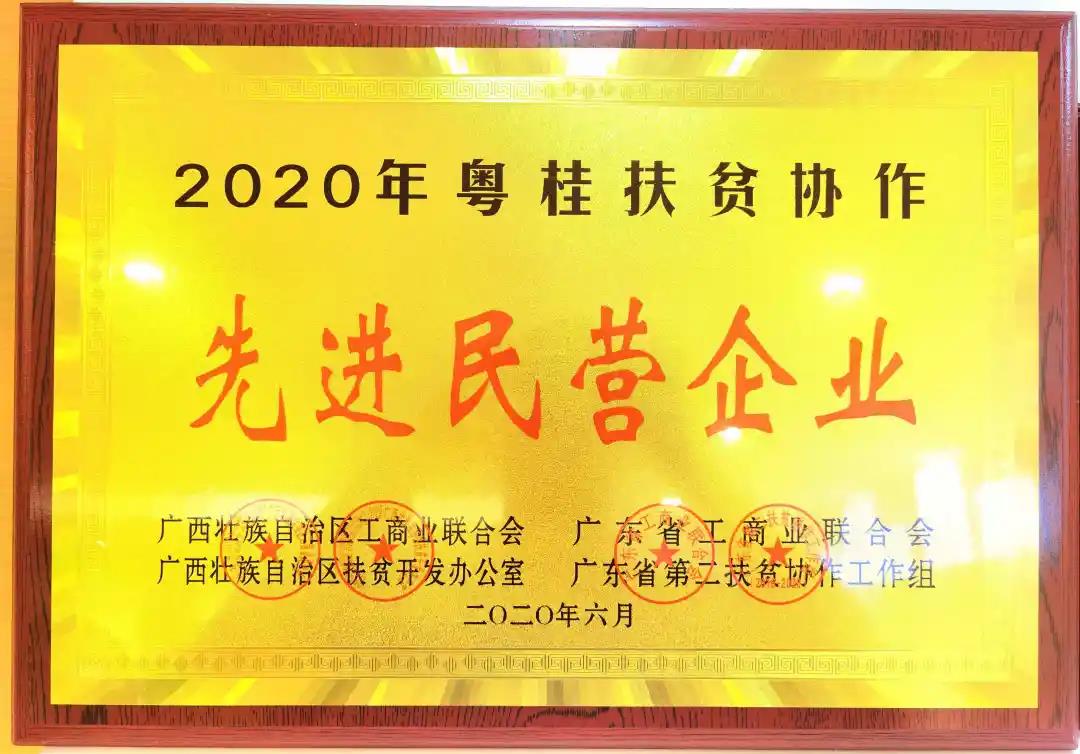 2020年粤桂扶贫协作
先进民营企业
广西壮族自治区工商业联合会 广东省工商业联合会
广西壮族自治区扶贫开发办公室 广东省第二扶贫协作工作组
二〇二〇年六月